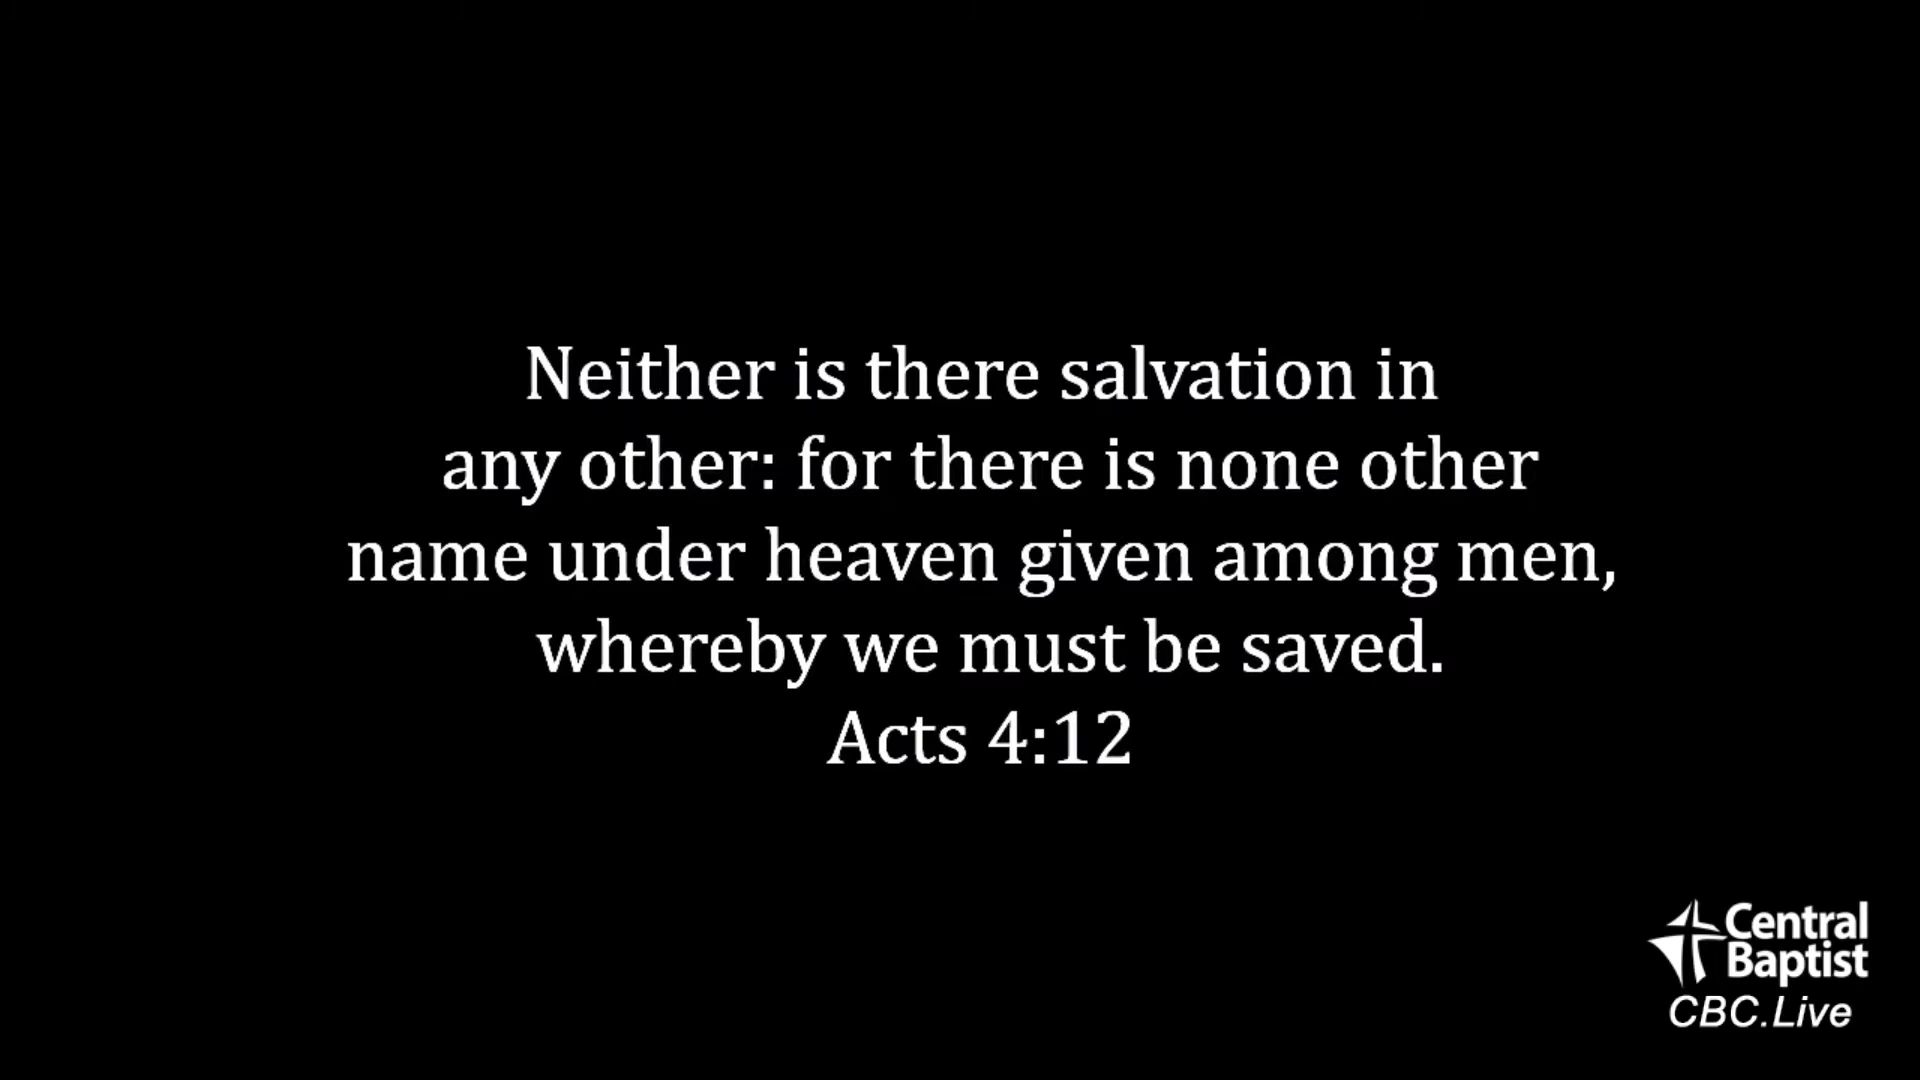 Neither is there salvation in
any other: for there is none other
name under heaven given among men,
whereby we must be saved.
Acts 4:12
Central
Baptist
CBC.Live